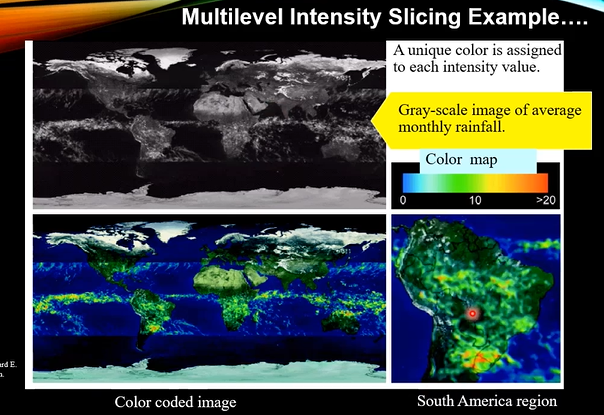 Multilevel Intensity Slicing Example….
A unique color is assigned
to each intensity value.
Gray-scale image of average
monthly rainfall.
Color map
0 10 >20
ard E.
n.
Color coded image
South America region